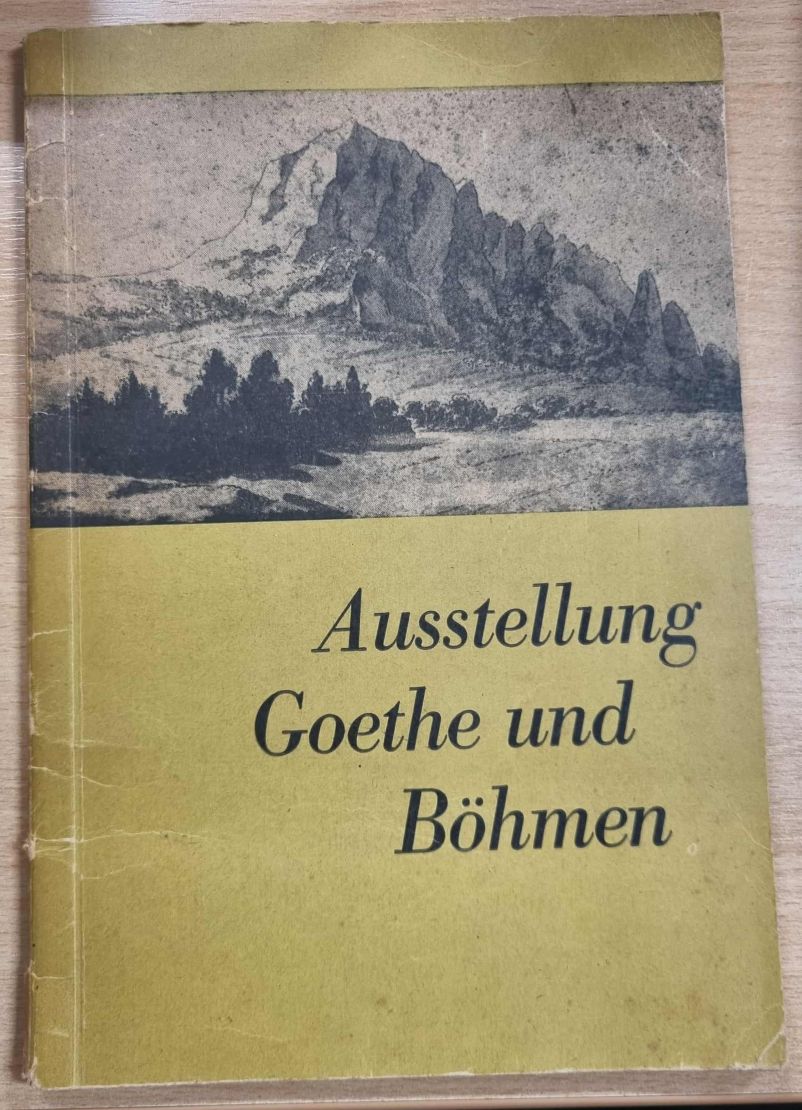 Ausstellung
Goethe und
Böhmen